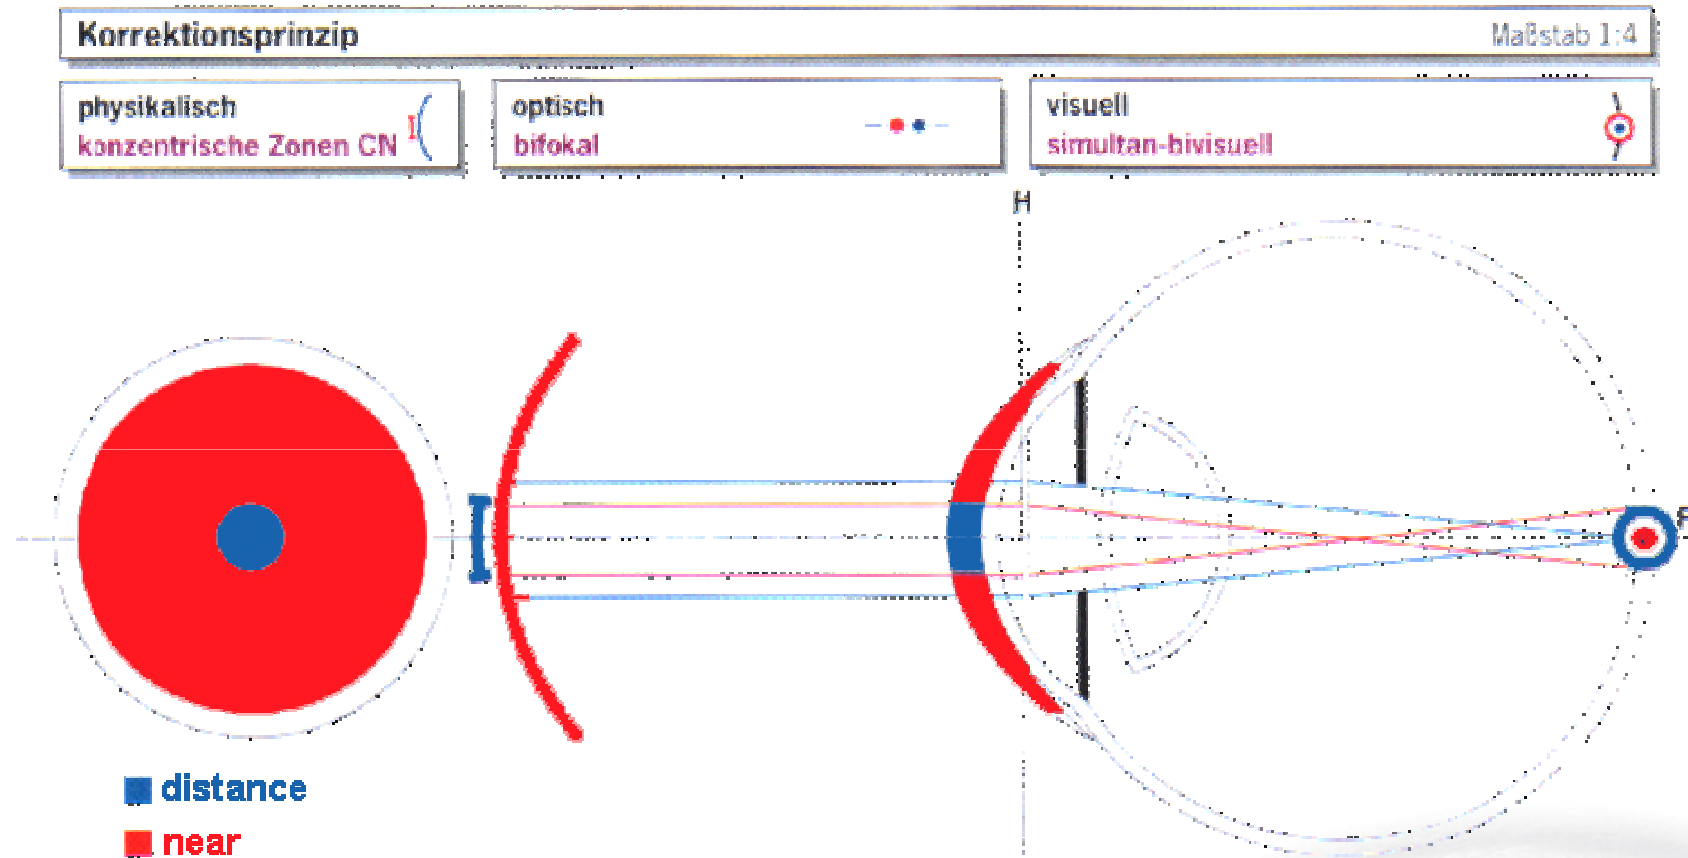 Korrektionsprinzip
Maßstab 1:4
physikalisch
konzentrische Zonen CN
optisch
bifokal
visuell
simultan-bivisuell
H
F
distance
near